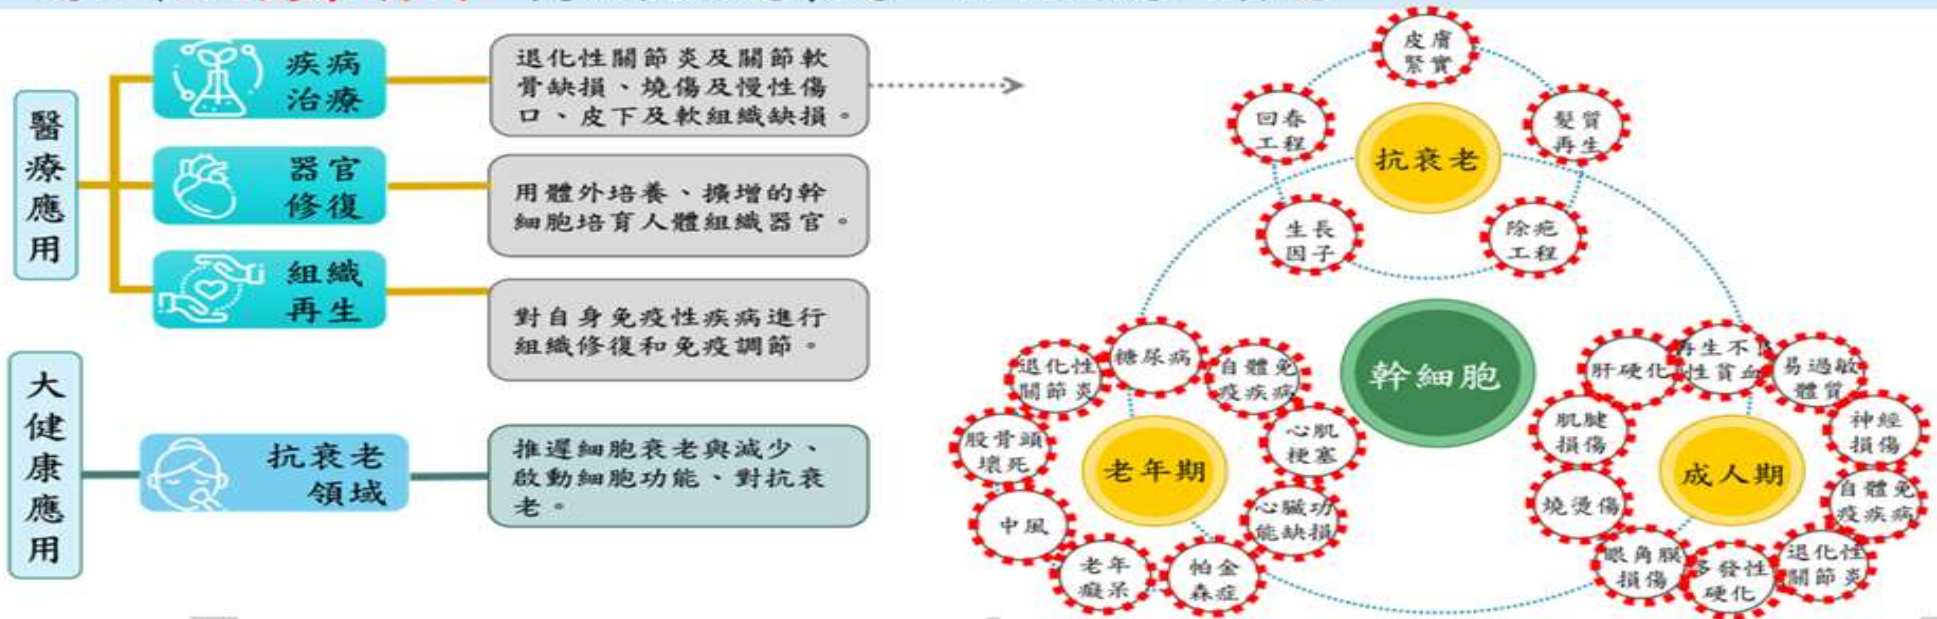 醫療應用
疾病
治療
退化性關節炎及關節軟
骨缺損、燒傷及慢性傷
口、皮下及軟組織缺損。
器官
修復
用體外培養、擴增的幹
細胞培育人體組織器官。
組織
再生
對自身免疫性疾病進行
組織修復和免疫調節。
大健康應用
抗衰老
領域
推遲細胞衰老與減少、
啟動細胞功能、對抗衰
老。
皮膚
緊實
回春
工程
髮質
再生
抗衰老
生長
因子
除疤
工程
幹細胞
糖尿病
退化性
關節炎
自體免
疫疾病
股骨頭
壞死
心肌
梗塞
老年期
中風
心臟功
能缺損
老年
癡呆
帕金
森症
肝硬化
再生不
性貧血
易過敏
體質
肌腱
損傷
神經
損傷
成人期
燒燙傷
自體免
疫疾病
眼角膜
損傷
多發性
硬化
退化性
關節炎